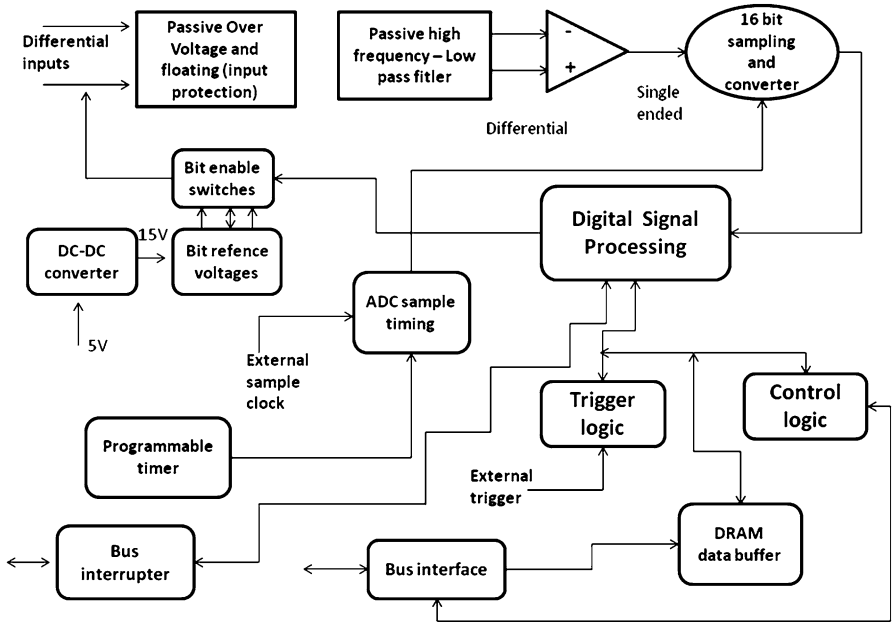 Differential
inputs
Passive Over
Voltage and
floating (input
protection)
Passive high
frequency – Low
pass fitler
-
+
16 bit
sampling
and
converter
Single
ended
Differential
Bit enable
switches
Digital Signal
Processing
15V
DC-DC
converter
Bit refence
voltages
5V
ADC sample
timing
External
sample
clock
Trigger
logic
Control
logic
Programmable
timer
External
trigger
DRAM
data buffer
Bus
interrupter
Bus interface